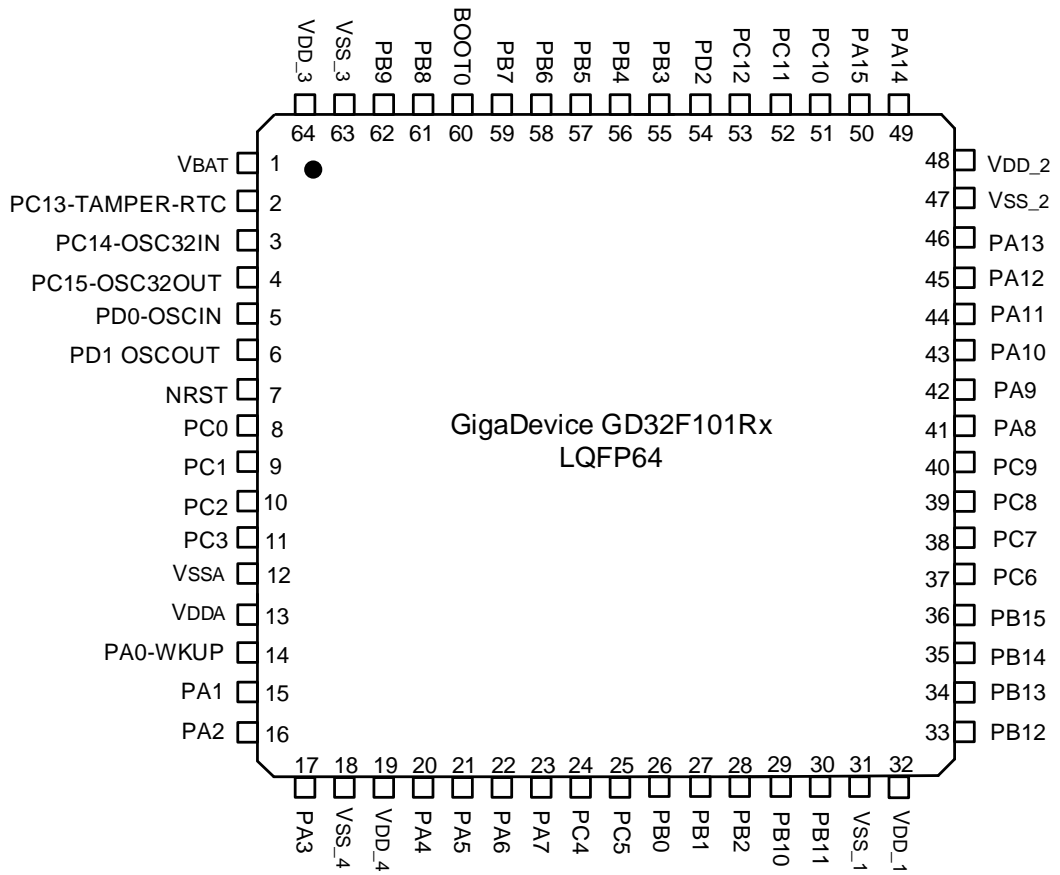 VDD_3
VSS_3
PB9
PB8
BOOT0
PB7
PB6
PB5
PB4
PB3
PD2
PC12
PC11
PC10
PA15
PA14
64
63
62
61
60
59
58
57
56
55
54
53
52
51
50
49
VBAT 1
PC13-TAMPER-RTC 2
PC14-OSC32IN 3
PC15-OSC32OUT 4
PD0-OSCIN 5
PD1 OSCOUT 6
NRST 7
PC0 8
PC1 9
PC2 10
PC3 11
VSSA 12
VDDA 13
PA0-WKUP 14
PA1 15
PA2 16
GigaDevice GD32F101Rx
LQFP64
48 VDD_2
47 VSS_2
46 PA13
45 PA12
44 PA11
43 PA10
42 PA9
41 PA8
40 PC9
39 PC8
38 PC7
37 PC6
36 PB15
35 PB14
34 PB13
33 PB12
17
18
19
20
21
22
23
24
25
26
27
28
29
30
31
32
PA3
VSS_4
VDD_4
PA4
PA5
PA6
PA7
PC4
PC5
PB0
PB1
PB2
PB10
PB11
VSS_1
VDD_1